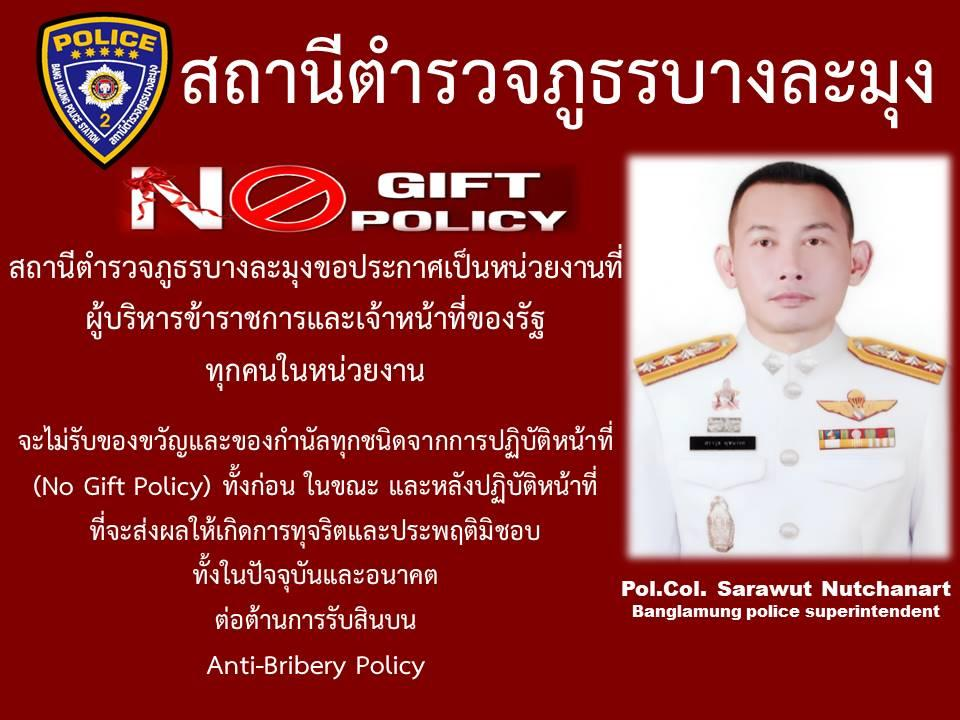 สถานีตำรวจภูธรบางละมุง
POLICE
BANG LAMUNG POLICE STATION
สถานีตำรวจภูธรบางละมุง
2
NO GIFT POLICY
สถานีตำรวจภูธรบางละมุงขอประกาศเป็นหน่วยงานที่
ผู้บริหารข้าราชการและเจ้าหน้าที่ของรัฐ
ทุกคนในหน่วยงาน
จะไม่รับของขวัญและของกำนัลทุกชนิดจากการปฏิบัติหน้าที่
(No Gift Policy) ทั้งก่อน ในขณะ และหลังปฏิบัติหน้าที่
ที่จะส่งผลให้เกิดการทุจริตและประพฤติมิชอบ
ทั้งในปัจจุบันและอนาคต
ต่อต้านการรับสินบน
Anti-Bribery Policy
Pol.Col. Sarawut Nutchanart
Banglamung police superintendent